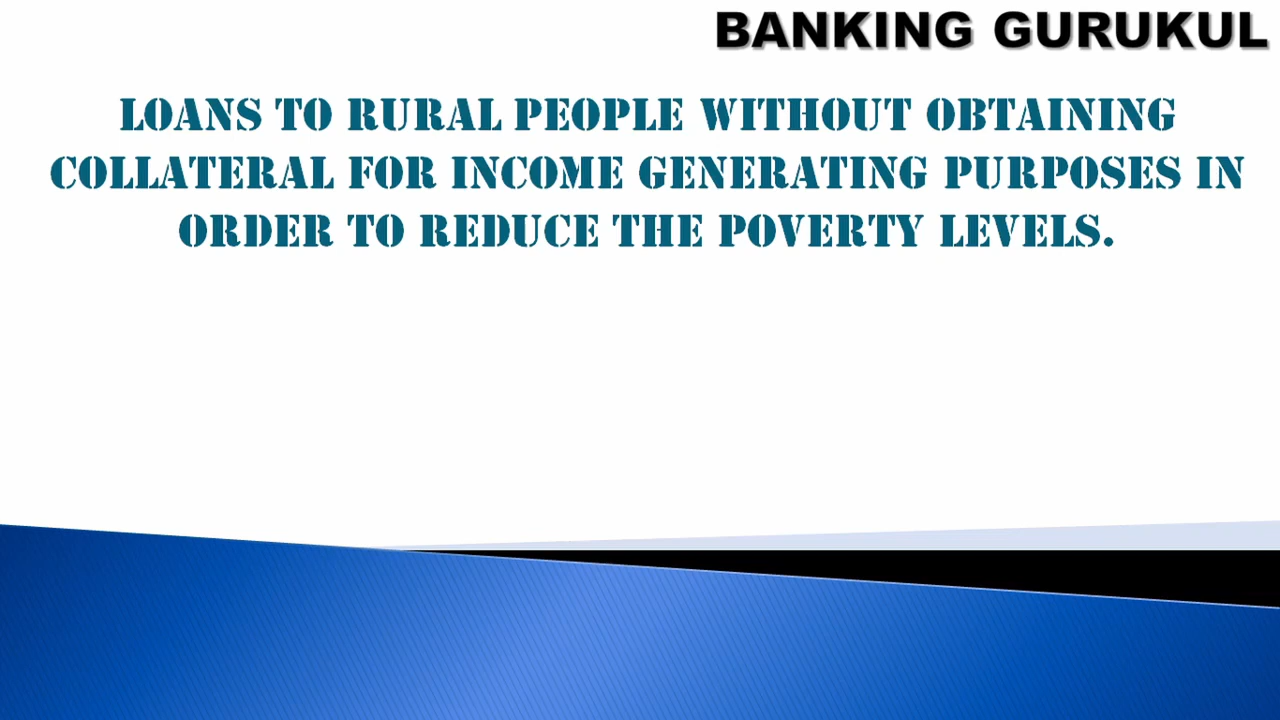 BANKING GURUKUL
LOANS TO RURAL PEOPLE WITHOUT OBTAINING
COLLATERAL FOR INCOME GENERATING PURPOSES IN
ORDER TO REDUCE THE POVERTY LEVELS.